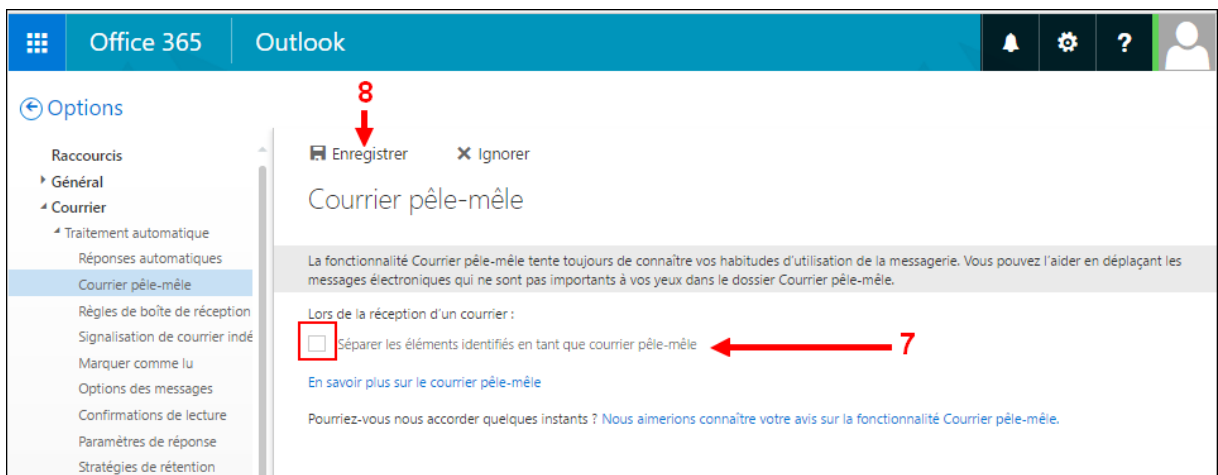 Office 365
Outlook
?
8
Options
Raccourcis
Général
Courrier
Traitement automatique
Réponses automatiques
Courrier pêle-mêle
Règles de boîte de réception
Signalisation de courrier indé
Marquer comme lu
Options des messages
Confirmations de lecture
Paramètres de réponse
Stratégies de rétention
Enregistrer
Ignorer
Courrier pêle-mêle
La fonctionnalité Courrier pêle-mêle tente toujours de connaître vos habitudes d'utilisation de la messagerie. Vous pouvez l'aider en déplaçant les
messages électroniques qui ne sont pas importants à vos yeux dans le dossier Courrier pêle-mêle.
Lors de la réception d'un courrier :
Séparer les éléments identifiés en tant que courrier pêle-mêle
7
En savoir plus sur le courrier pêle-mêle
Pourriez-vous nous accorder quelques instants ? Nous aimerions connaître votre avis sur la fonctionnalité Courrier pêle-mêle.